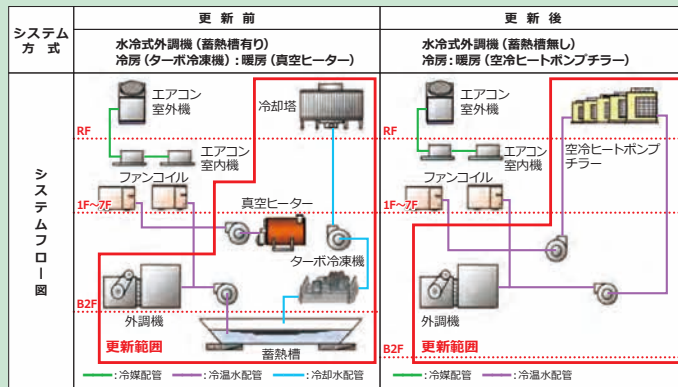 システム
方 式
更 新 前
更 新 後
水冷式外調機（蓄熱槽有り）
冷房（ターボ冷凍機）：暖房（真空ヒーター）
水冷式外調機（蓄熱槽無し）
冷房：暖房（空冷ヒートポンプチラー）
システムフロー図
エアコン
室外機
冷却塔
RF
エアコン
室内機
ファンコイル
1F～7F
真空ヒーター
ターボ冷凍機
外調機
B2F
更新範囲
蓄熱槽
：冷媒配管
：冷温水配管
：冷却水配管
エアコン
室外機
RF
空冷ヒートポンプ
チラー
エアコン
室内機
ファンコイル
1F～7F
外調機
B2F
更新範囲
：冷媒配管
：冷温水配管